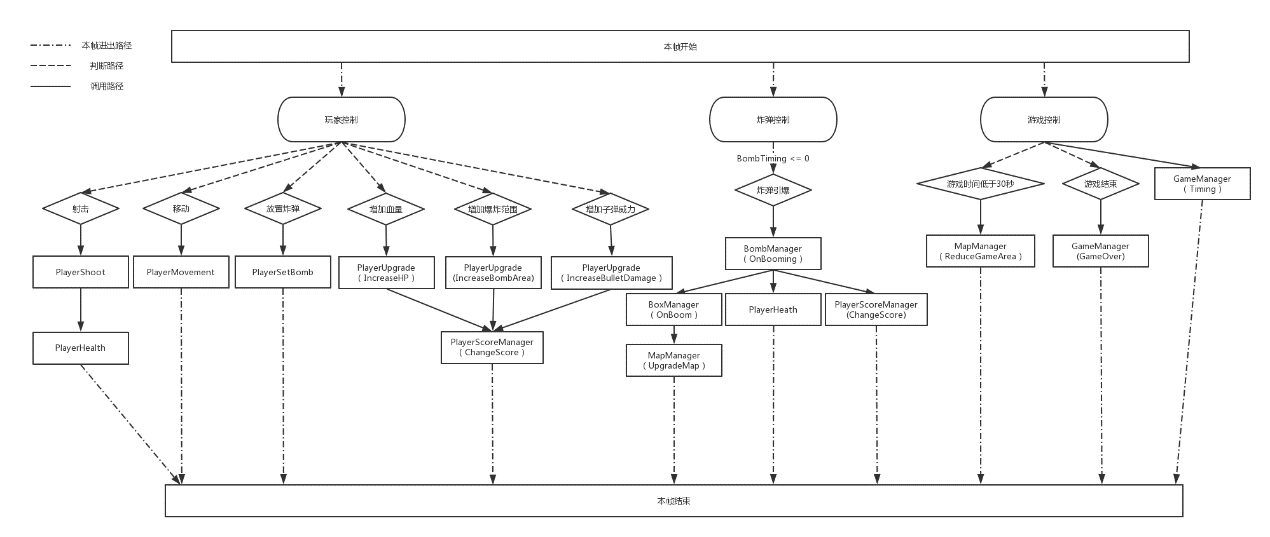 本帧进出路径
判断路径
调用路径
本帧开始
玩家控制
炸弹控制
游戏控制
BombTiming <= 0
射击
移动
放置炸弹
增加血量
增加爆炸范围
增加子弹威力
炸弹引爆
游戏时间低于30秒
游戏结束
GameManager
( Timing )
PlayerShoot
PlayerMovement
PlayerSetBomb
PlayerUpgrade
( IncreaseHP )
PlayerUpgrade
(IncreaseBombArea)
PlayerUpgrade
( IncreaseBulletDamage )
BombManager
( OnBooming )
MapManager
( ReduceGameArea )
GameManager
(GameOver)
BoxManager
( OnBoom )
PlayerHeath
PlayerScoreManager
(ChangeScore)
PlayerHealth
PlayerScoreManager
( ChangeScore )
MapManager
( UpgradeMap )
本帧结束